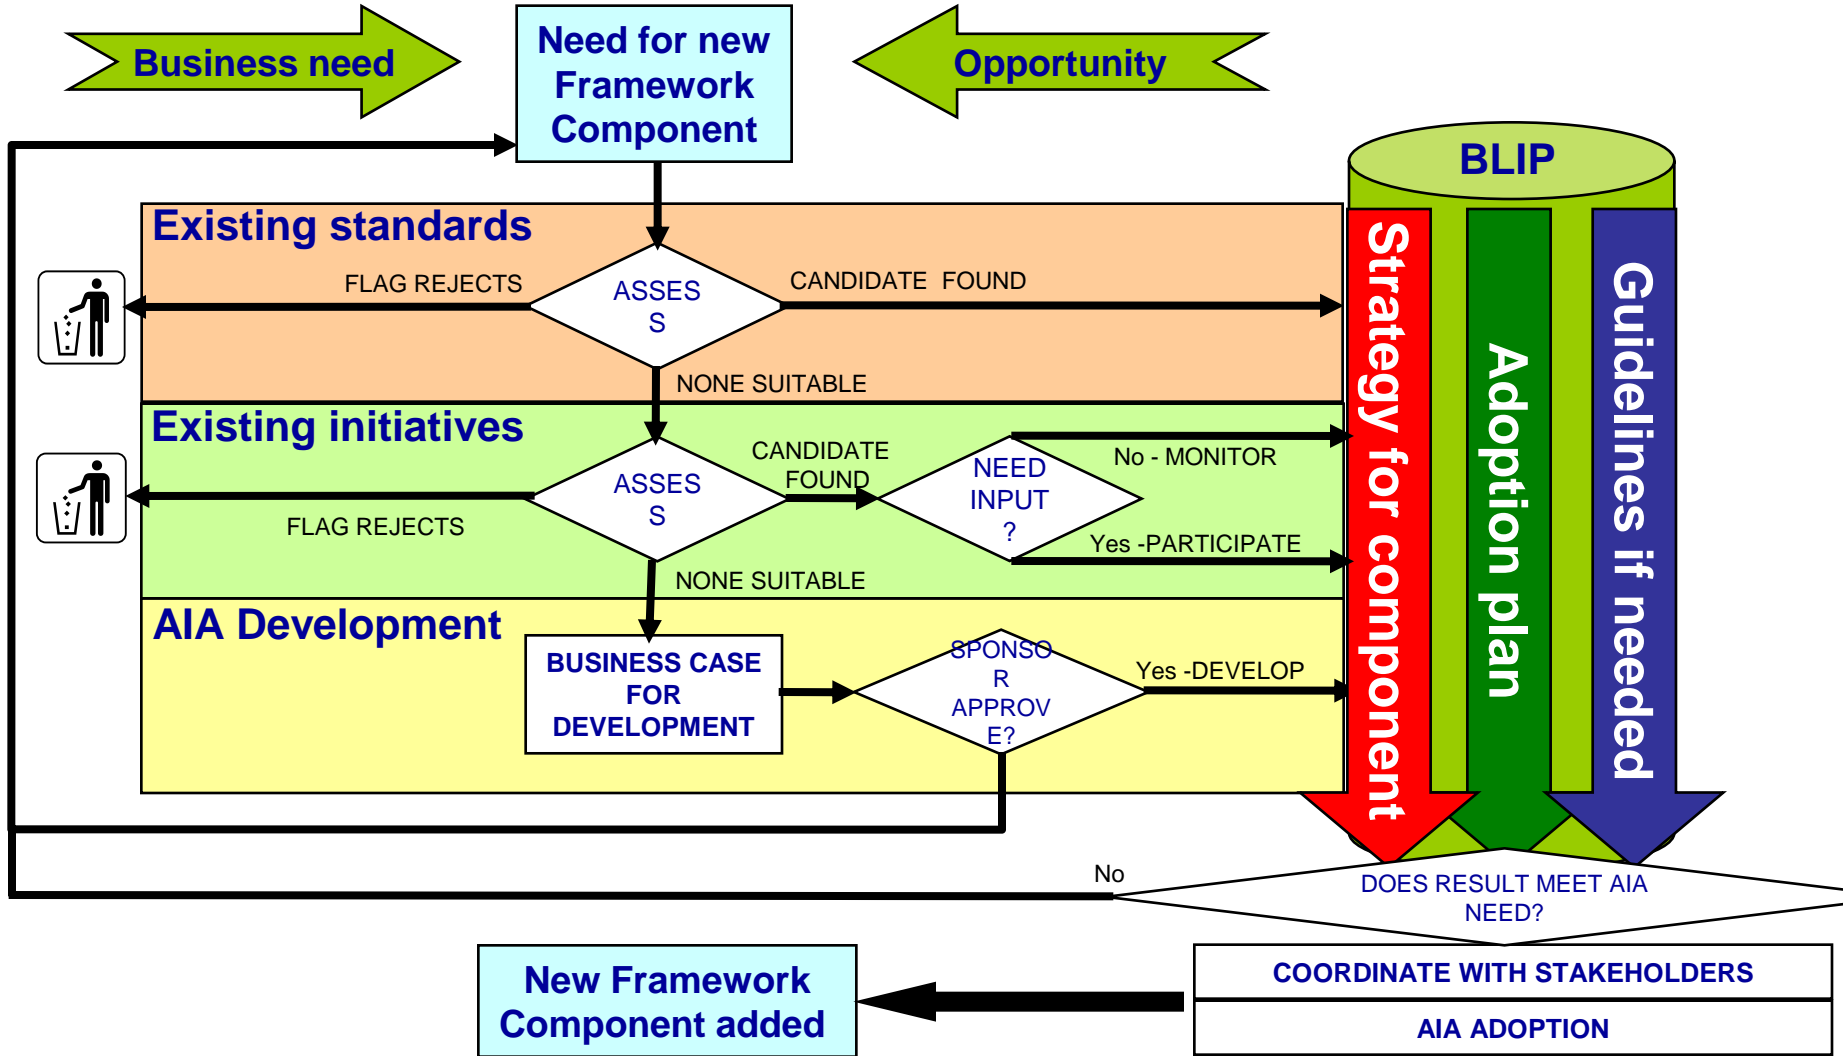 Business need
Need for new
Framework
Component
Opportunity
BLIP
Existing standards
FLAG REJECTS
ASSES
S
CANDIDATE  FOUND
NONE SUITABLE
Existing initiatives
FLAG REJECTS
ASSES
S
CANDIDATE
FOUND
NEED
INPUT
?
No - MONITOR
Yes -PARTICIPATE
NONE SUITABLE
AIA Development
BUSINESS CASE
FOR
DEVELOPMENT
SPONSO
R
APPROV
E?
Yes -DEVELOP
Strategy for component
Adoption plan
Guidelines if needed
No
DOES RESULT MEET AIA
NEED?
COORDINATE WITH STAKEHOLDERS
AIA ADOPTION
New Framework
Component added